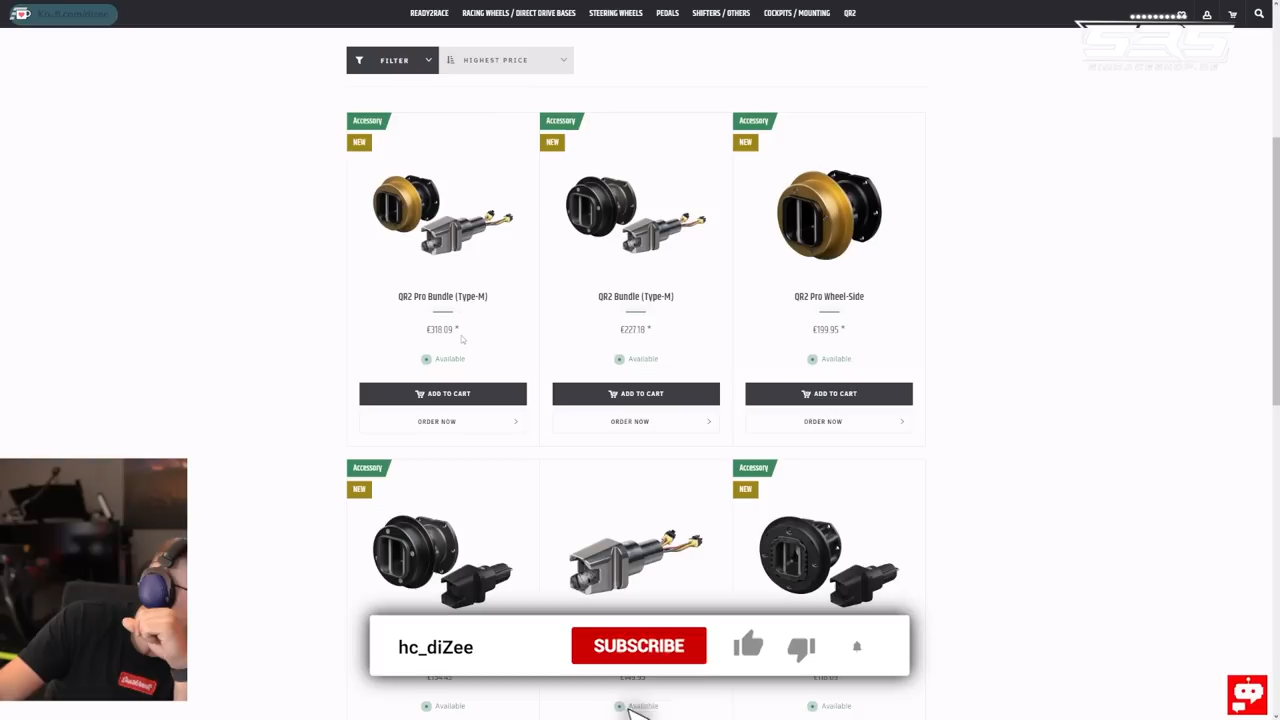 READY2RACE
RACING WHEELS / DIRECT DRIVE BASES
STEERING WHEELS
PEDALS
SHIFTERS / OTHERS
COCKPITS / MOUNTING
QR2
SRS
SIMRACESHOP.DE
FILTER
HIGHEST PRICE
Accessory
NEW
QR2 Pro Bundle (Type-M)
€318.09 *
Available
ADD TO CART
ORDER NOW
Accessory
NEW
QR2 Bundle (Type-M)
€227.18 *
Available
ADD TO CART
ORDER NOW
Accessory
NEW
QR2 Pro Wheel-Side
€199.95 *
Available
ADD TO CART
ORDER NOW
Accessory
NEW
Accessory
NEW
hc_diZee
SUBSCRIBE
Available
Available
Available